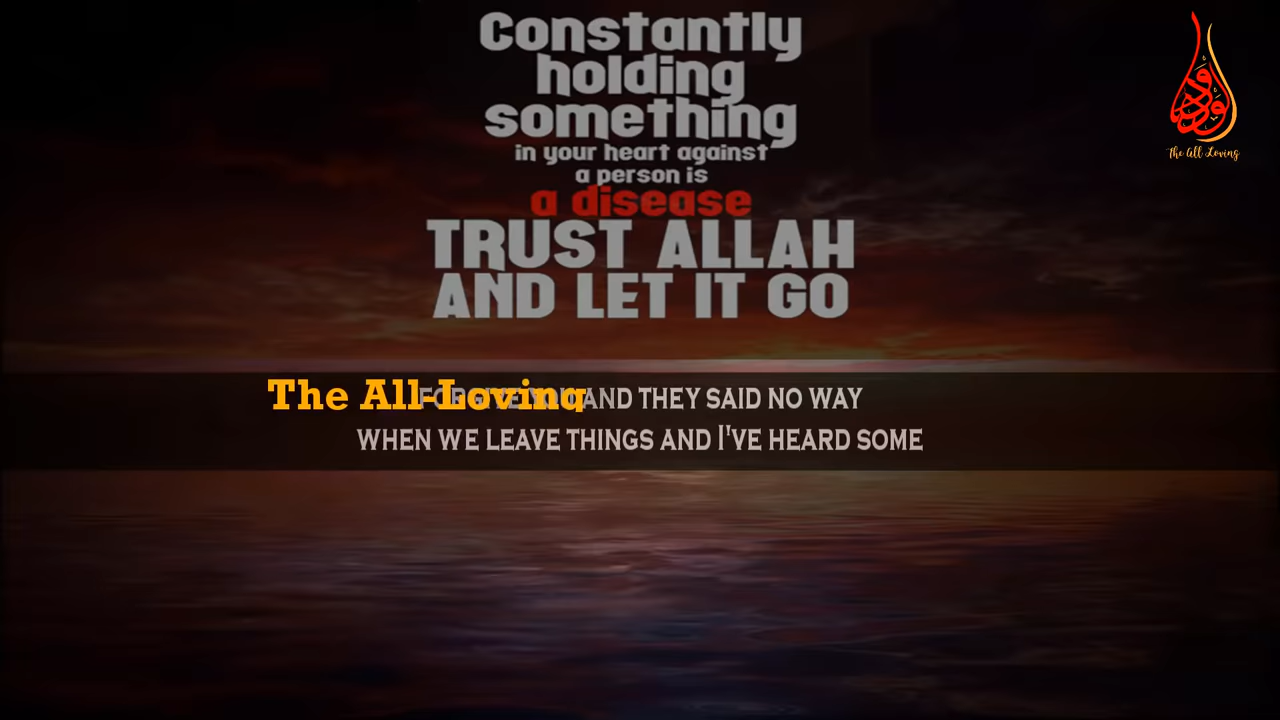 Constantly
holding
something
in your heart against
a person is
a disease
TRUST ALLAH
AND LET IT GO
The All Loving
The All-Loving
AND THEY SAID NO WAY
WHEN WE LEAVE THINGS AND I'VE HEARD SOME